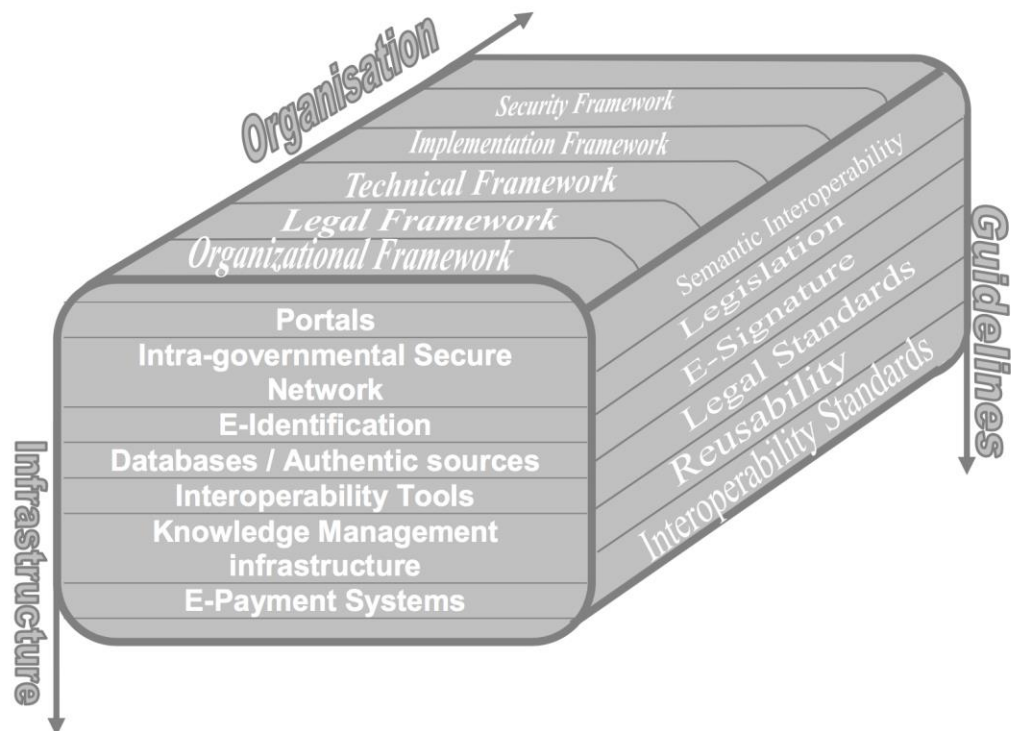 Organisation
Security Framework
Implementation Framework
Technical Framework
Legal Framework
Organizational Framework
Portals
Intra-governmental Secure
Network
E-Identification
Databases / Authentic sources
Interoperability Tools
Knowledge Management
infrastructure
E-Payment Systems
Infrastructure
Semantic Interoperability
Legislation
E-Signature
Legal Standards
Reusability
Interoperability Standards
Guidelines